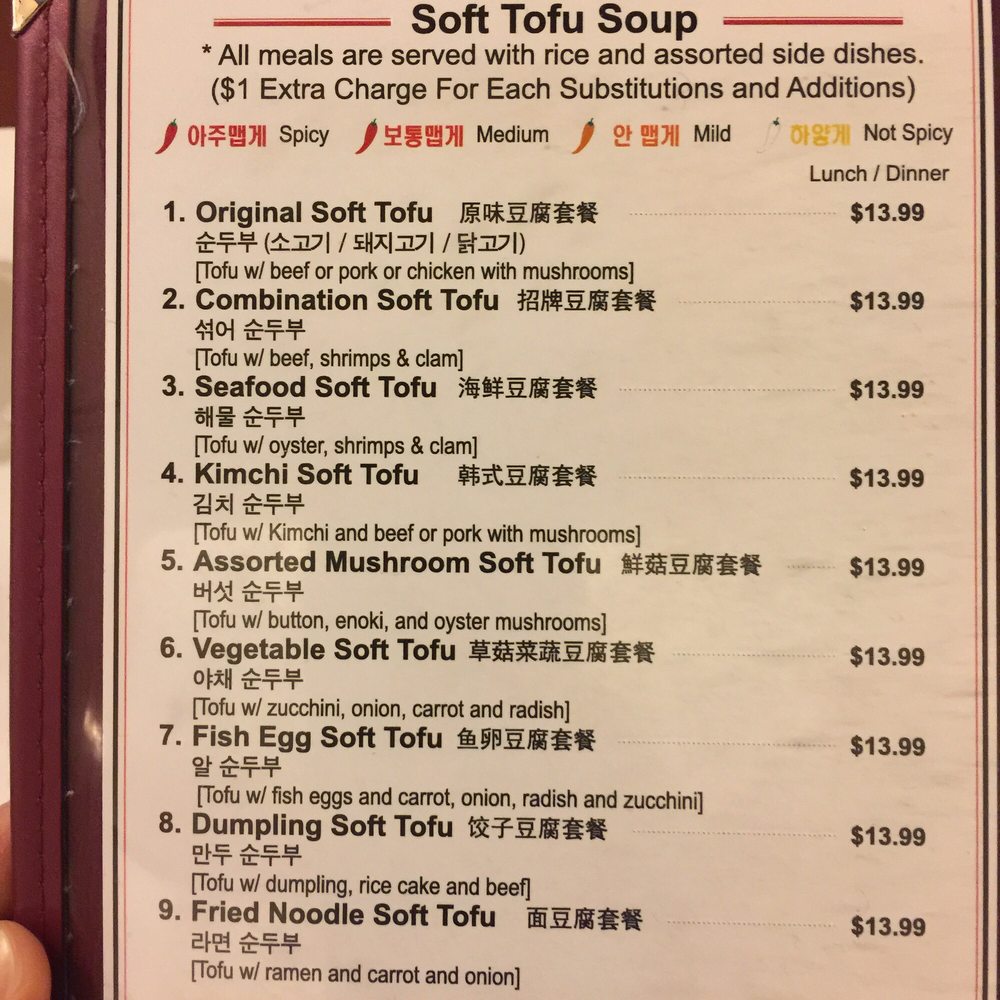 Soft Tofu Soup
* All meals are served with rice and assorted side dishes.
($1 Extra Charge For Each Substitutions and Additions)
아주맵게 Spicy 보통맵게 Medium 안 맵게 Mild 하얗게 Not Spicy
Lunch / Dinner
1. Original Soft Tofu 原味豆腐套餐 $13.99
순두부 (소고기 / 돼지고기 / 닭고기)
[Tofu w/ beef or pork or chicken with mushrooms]
2. Combination Soft Tofu 招牌豆腐套餐 $13.99
섞어 순두부
[Tofu w/ beef, shrimps & clam]
3. Seafood Soft Tofu 海鲜豆腐套餐 $13.99
해물 순두부
[Tofu w/ oyster, shrimps & clam]
4. Kimchi Soft Tofu 韩式豆腐套餐 $13.99
김치 순두부
[Tofu w/ Kimchi and beef or pork with mushrooms]
5. Assorted Mushroom Soft Tofu 鮮菇豆腐套餐 $13.99
버섯 순두부
[Tofu w/ button, enoki, and oyster mushrooms]
6. Vegetable Soft Tofu 草菇菜蔬豆腐套餐 $13.99
야채 순두부
[Tofu w/ zucchini, onion, carrot and radish]
7. Fish Egg Soft Tofu 鱼卵豆腐套餐 $13.99
알 순두부
[Tofu w/ fish eggs and carrot, onion, radish and zucchini]
8. Dumpling Soft Tofu 饺子豆腐套餐 $13.99
만두 순두부
[Tofu w/ dumpling, rice cake and beef]
9. Fried Noodle Soft Tofu 面豆腐套餐 $13.99
라면 순두부
[Tofu w/ ramen and carrot and onion]